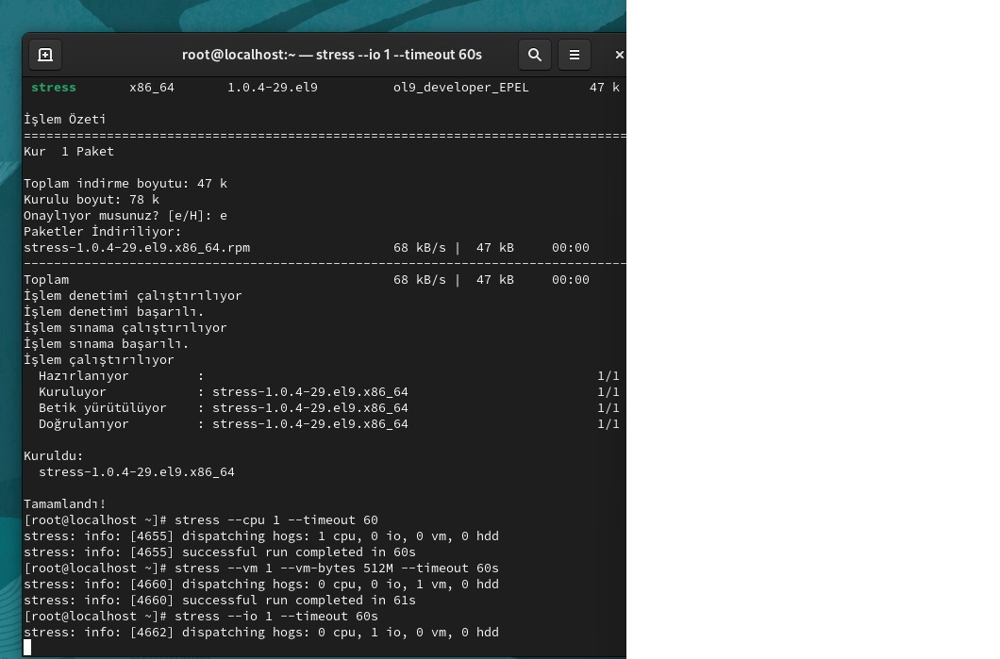 root@localhost:~ — stress --io 1 --timeout 60s
stress x86_64 1.0.4-29.el9 ol9_developer_EPEL 47 k
İşlem Özeti
================================================================================
Kur 1 Paket
Toplam indirme boyutu: 47 k
Kurulu boyut: 78 k
Onaylıyor musunuz? [e/H]: e
Paketler İndiriliyor:
stress-1.0.4-29.el9.x86_64.rpm 68 kB/s | 47 kB 00:00
--------------------------------------------------------------------------------
Toplam 68 kB/s | 47 kB 00:00
İşlem denetimi çalıştırılıyor
İşlem denetimi başarılı.
İşlem sınama çalıştırılıyor
İşlem sınama başarılı.
İşlem çalıştırılıyor
Hazırlanıyor : 1/1
Kuruluyor : stress-1.0.4-29.el9.x86_64 1/1
Betik yürütülüyor : stress-1.0.4-29.el9.x86_64 1/1
Doğrulanıyor : stress-1.0.4-29.el9.x86_64 1/1
Kuruldu:
stress-1.0.4-29.el9.x86_64
Tamamlandı!
[root@localhost ~]# stress --cpu 1 --timeout 60
stress: info: [4655] dispatching hogs: 1 cpu, 0 io, 0 vm, 0 hdd
stress: info: [4655] successful run completed in 60s
[root@localhost ~]# stress --vm 1 --vm-bytes 512M --timeout 60s
stress: info: [4660] dispatching hogs: 0 cpu, 0 io, 1 vm, 0 hdd
stress: info: [4660] successful run completed in 61s
[root@localhost ~]# stress --io 1 --timeout 60s
stress: info: [4662] dispatching hogs: 0 cpu, 1 io, 0 vm, 0 hdd